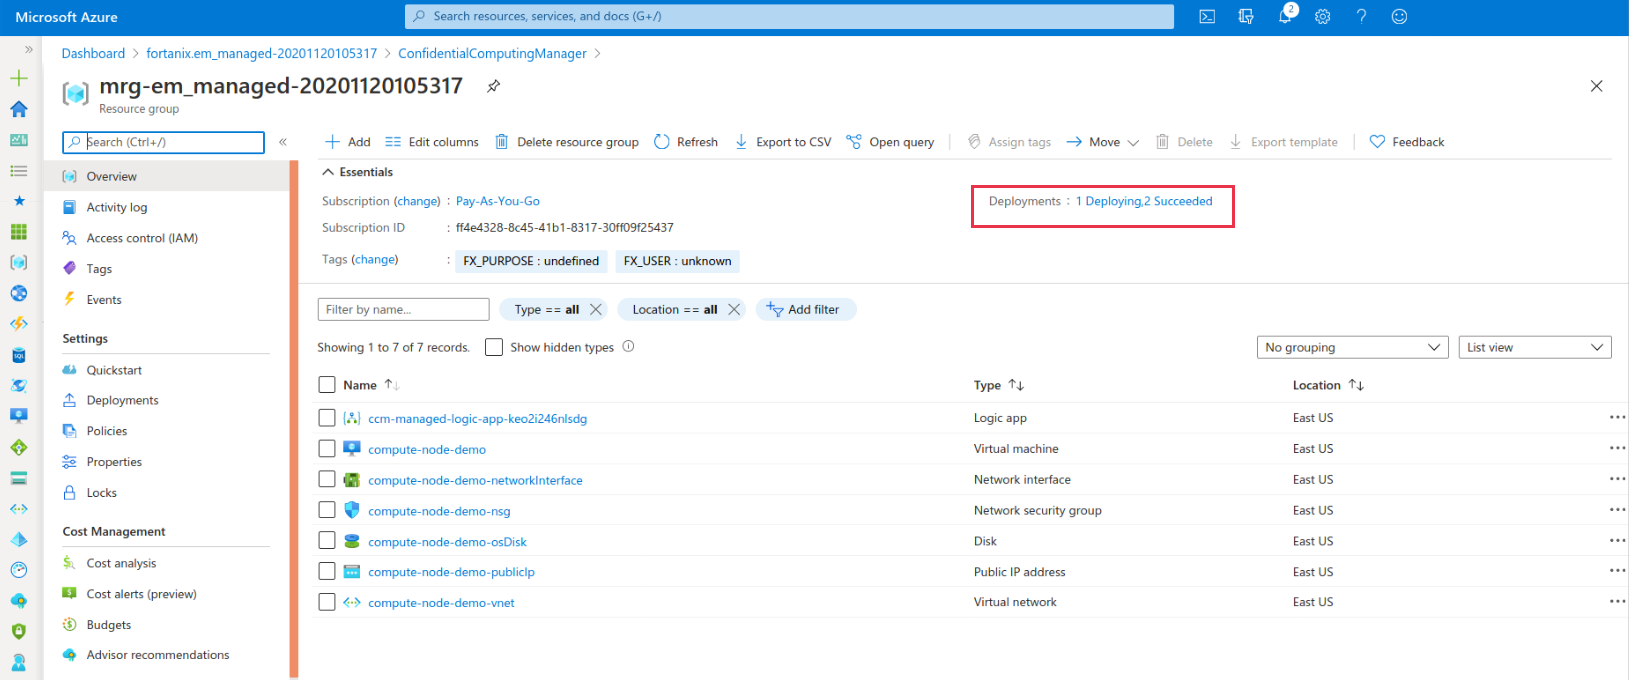 Microsoft Azure
Search resources, services, and docs (G+/)
2
Dashboard > fortanix.em_managed-20201120105317 > ConfidentialComputingManager >
mrg-em_managed-20201120105317
Resource group
Search (Ctrl+/)
Add Edit columns Delete resource group Refresh Export to CSV Open query Assign tags Move Delete Export template Feedback
Overview
Activity log
Access control (IAM)
Tags
Events
Settings
Quickstart
Deployments
Policies
Properties
Locks
Cost Management
Cost analysis
Cost alerts (preview)
Budgets
Advisor recommendations
Essentials
Subscription (change) : Pay-As-You-Go
Deployments : 1 Deploying,2 Succeeded
Subscription ID : ff4e4328-8c45-41b1-8317-30ff09f25437
Tags (change) : FX_PURPOSE : undefined FX_USER : unknown
Filter by name... Type == all Location == all Add filter
Showing 1 to 7 of 7 records. Show hidden types No grouping List view
Name Type Location
ccm-managed-logic-app-keo2i246nlsdg Logic app East US
compute-node-demo Virtual machine East US
compute-node-demo-networkInterface Network interface East US
compute-node-demo-nsg Network security group East US
compute-node-demo-osDisk Disk East US
compute-node-demo-publicIp Public IP address East US
compute-node-demo-vnet Virtual network East US